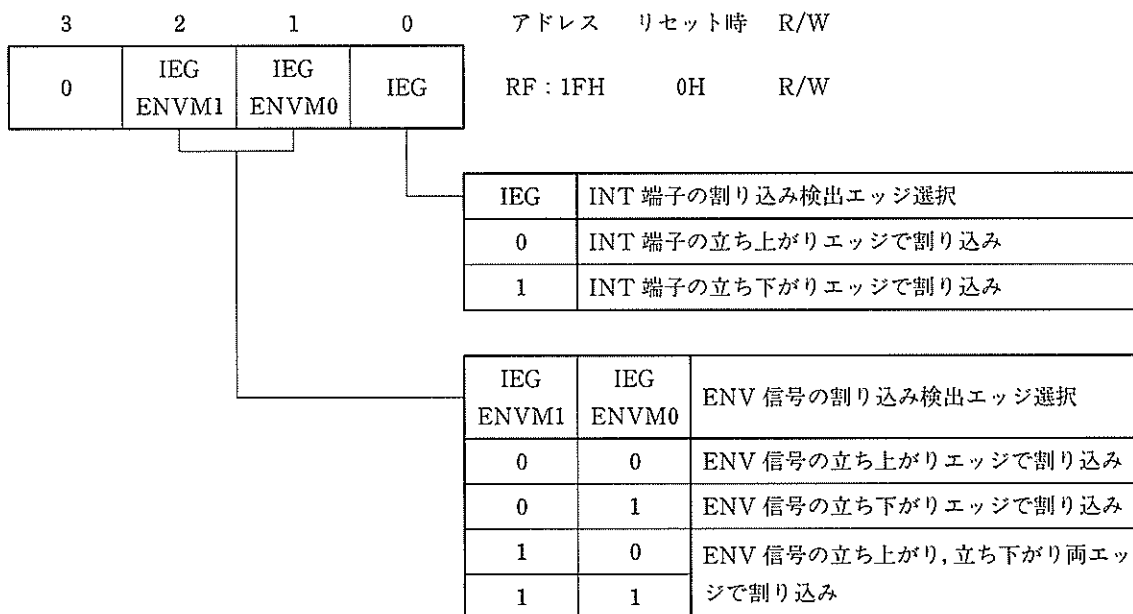 3 2 1 0 アドレス リセット時 R/W
0 IEG ENVM1 IEG ENVM0 IEG RF : 1FH 0H R/W
IEG INT 端子の割り込み検出エッジ選択
0 INT 端子の立ち上がりエッジで割り込み
1 INT 端子の立ち下がりエッジで割り込み
IEG ENVM1 IEG ENVM0 ENV 信号の割り込み検出エッジ選択
0 0 ENV 信号の立ち上がりエッジで割り込み
0 1 ENV 信号の立ち下がりエッジで割り込み
1 0 ENV 信号の立ち上がり, 立ち下がり両エッ
1 1 ジで割り込み